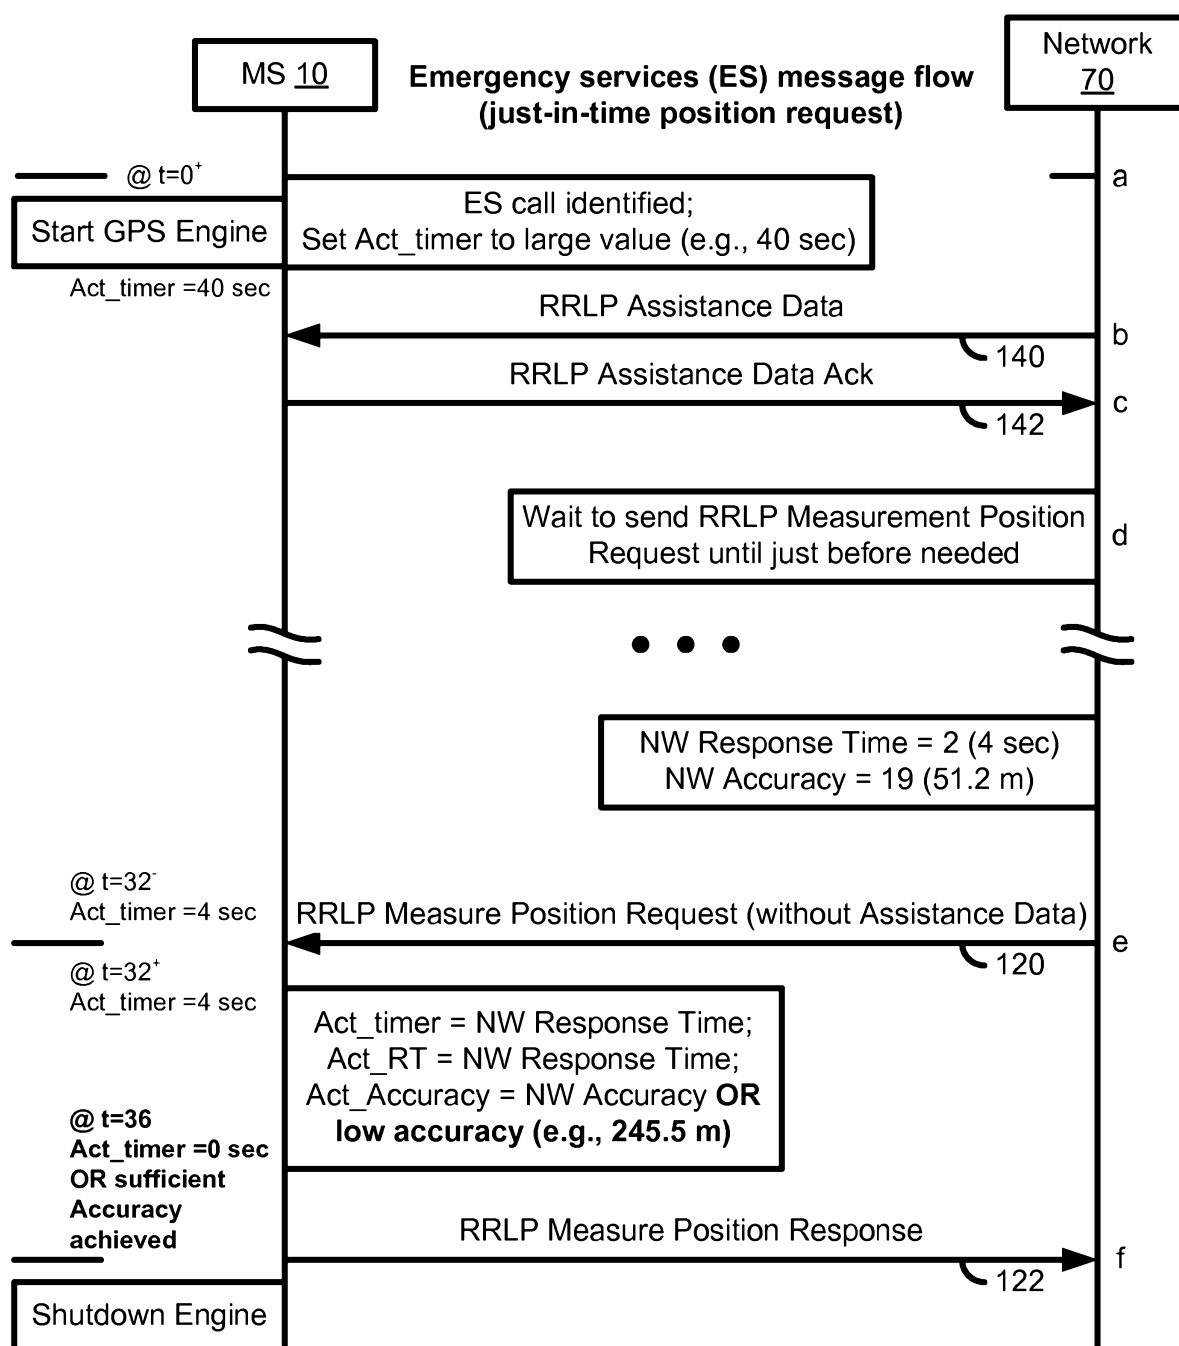 MS 10
Emergency services (ES) message flow
(just-in-time position request)
Network
70
@ t=0+
a
Start GPS Engine
ES call identified;
Set Act_timer to large value (e.g., 40 sec)
Act_timer =40 sec
RRLP Assistance Data
b
140
RRLP Assistance Data Ack
c
142
Wait to send RRLP Measurement Position
Request until just before needed
d
NW Response Time = 2 (4 sec)
NW Accuracy = 19 (51.2 m)
@ t=32-
Act_timer =4 sec
RRLP Measure Position Request (without Assistance Data)
e
120
@ t=32+
Act_timer =4 sec
Act_timer = NW Response Time;
Act_RT = NW Response Time;
Act_Accuracy = NW Accuracy OR
low accuracy (e.g., 245.5 m)
@ t=36
Act_timer =0 sec
OR sufficient
Accuracy
achieved
RRLP Measure Position Response
f
122
Shutdown Engine